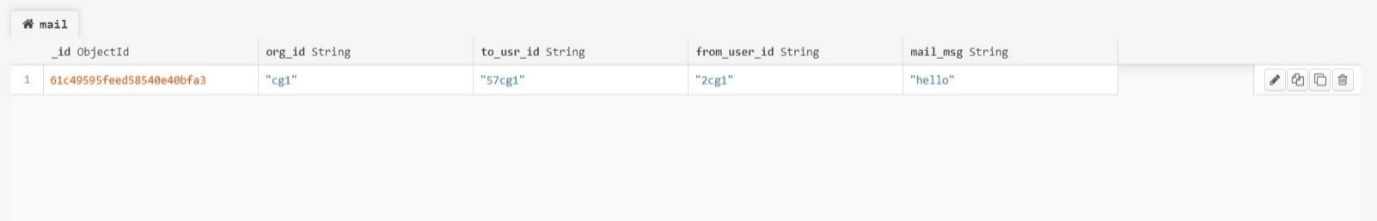 mail
_id ObjectId org_id String to_usr_id String from_user_id String mail_msg String
1 61c49595feed58540e40bfa3 "cg1" "57cg1" "2cg1" "hello"